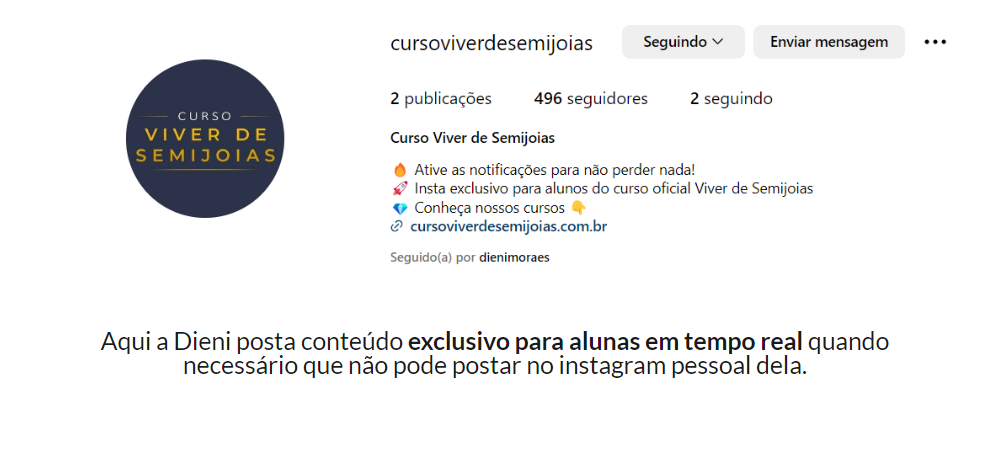 cursoviverdesemijoias Seguindo Enviar mensagem
CURSO
VIVER DE
SEMIJOIAS
2 publicações 496 seguidores 2 seguindo
Curso Viver de Semijoias
🔥 Ative as notificações para não perder nada!
🚀 Insta exclusivo para alunos do curso oficial Viver de Semijoias
💎 Conheça nossos cursos 👇
cursoviverdesemijoias.com.br
Seguido(a) por dienimoraes
Aqui a Dieni posta conteúdo exclusivo para alunas em tempo real quando
necessário que não pode postar no instagram pessoal dela.